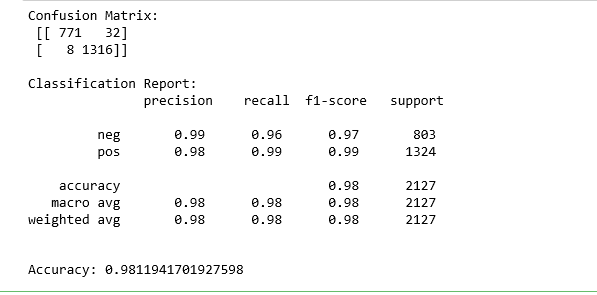 Confusion Matrix:
[[ 771   32]
[   8 1316]]
Classification Report:
precision    recall  f1-score   support
neg       0.99      0.96      0.97       803
pos       0.98      0.99      0.99      1324
accuracy                           0.98      2127
macro avg       0.98      0.98      0.98      2127
weighted avg       0.98      0.98      0.98      2127
Accuracy: 0.9811941701927598